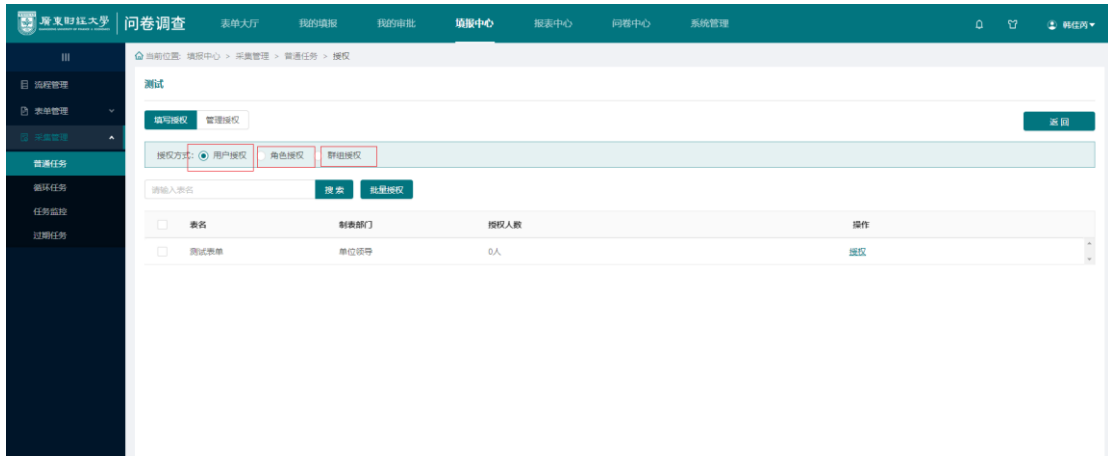 廣東财经大學 问卷调查 表单大厅 我的填报 我的审批 填报中心 报表中心 问卷中心 系统管理 韩佳芮
当前位置: 填报中心 > 采集管理 > 普通任务 > 授权
流程管理
测试
表单管理
填写授权 管理授权
返回
采集管理
授权方式: 用户授权 角色授权 群组授权
普通任务
循环任务
请输入表名 搜索 批量授权
任务监控
表名 制表部门 授权人数 操作
过期任务
测试表单 单位领导 0人 授权